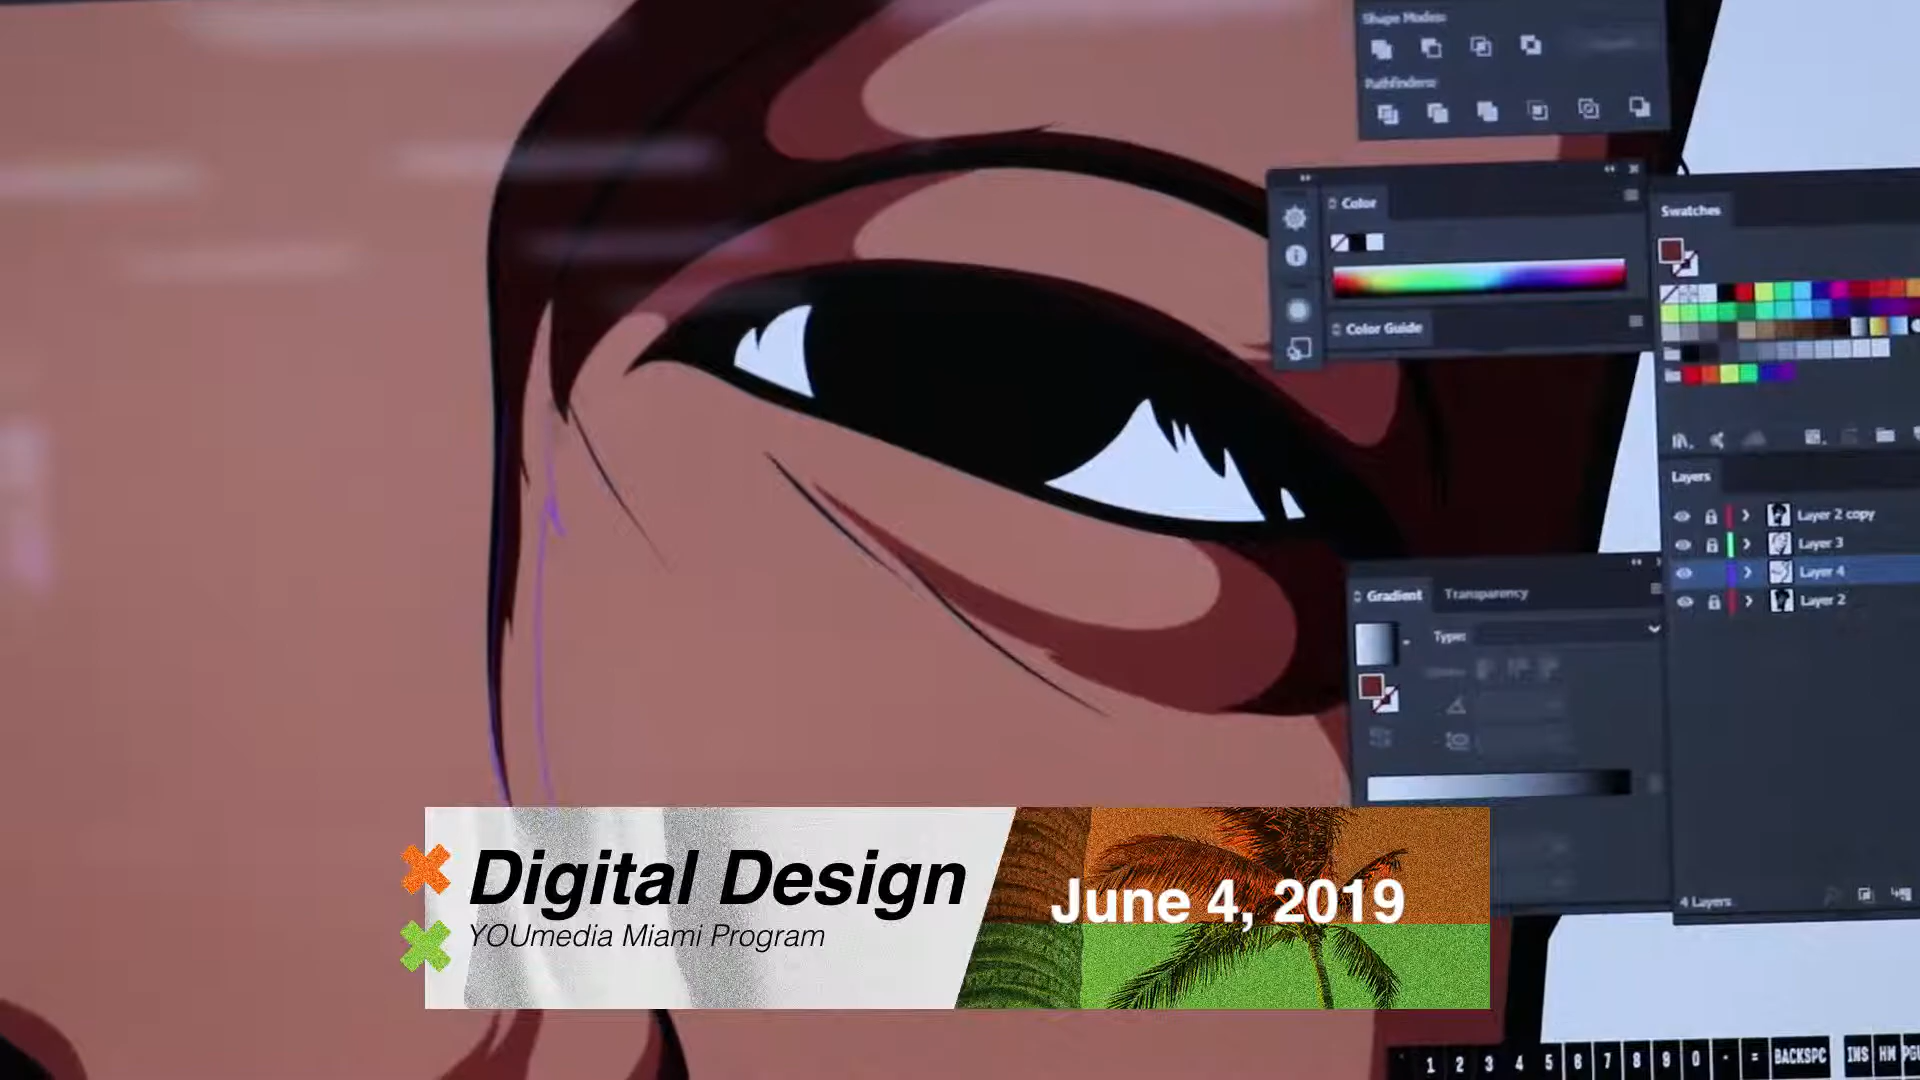 Shape Modes:
Pathfinders:
Color
Swatches
Color Guide
Layers
Layer 2 copy
Layer 3
Layer 4
Layer 2
Gradient
Transparency
Type:
4 Layers
Digital Design
YOUmedia Miami Program
June 4, 2019
1 2 3 4 5 6 7 8 9 0 - = BACKSPC INS HM PGU